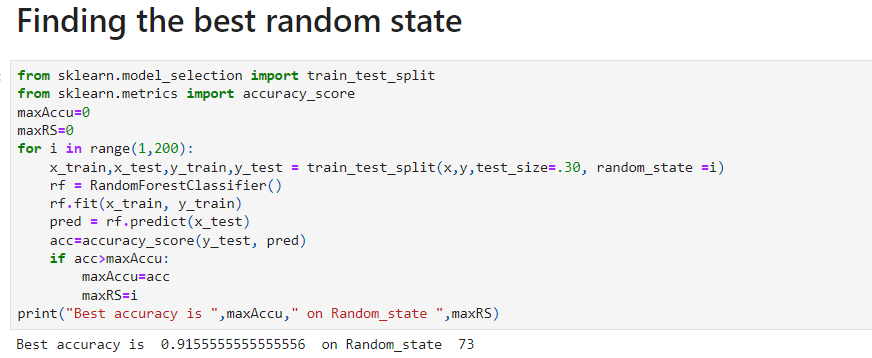 Finding the best random state
from sklearn.model_selection import train_test_split
from sklearn.metrics import accuracy_score
maxAccu=0
maxRS=0
for i in range(1,200):
    x_train,x_test,y_train,y_test = train_test_split(x,y,test_size=.30, random_state =i)
    rf = RandomForestClassifier()
    rf.fit(x_train, y_train)
    pred = rf.predict(x_test)
    acc=accuracy_score(y_test, pred)
    if acc>maxAccu:
        maxAccu=acc
        maxRS=i
print("Best accuracy is ",maxAccu," on Random_state ",maxRS)
Best accuracy is  0.9155555555555556  on Random_state  73